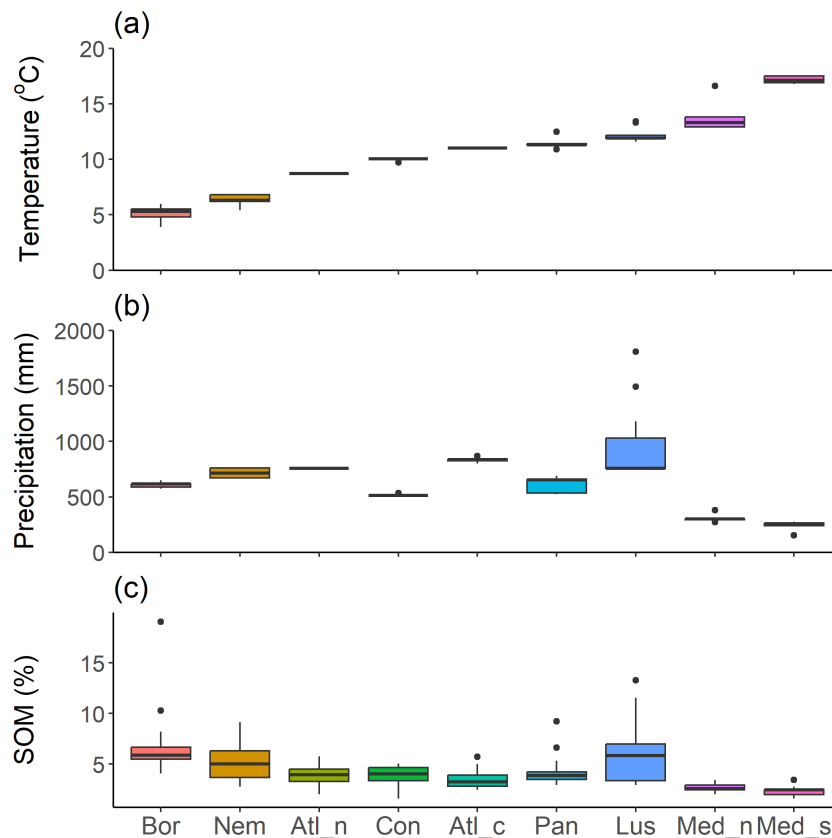 (a)
Temperature (°C)
20
15
10
5
0
(b)
Precipitation (mm)
2000
1500
1000
500
0
(c)
SOM (%)
15
10
5
Bor Nem Atl_n Con Atl_c Pan Lus Med_n Med_s